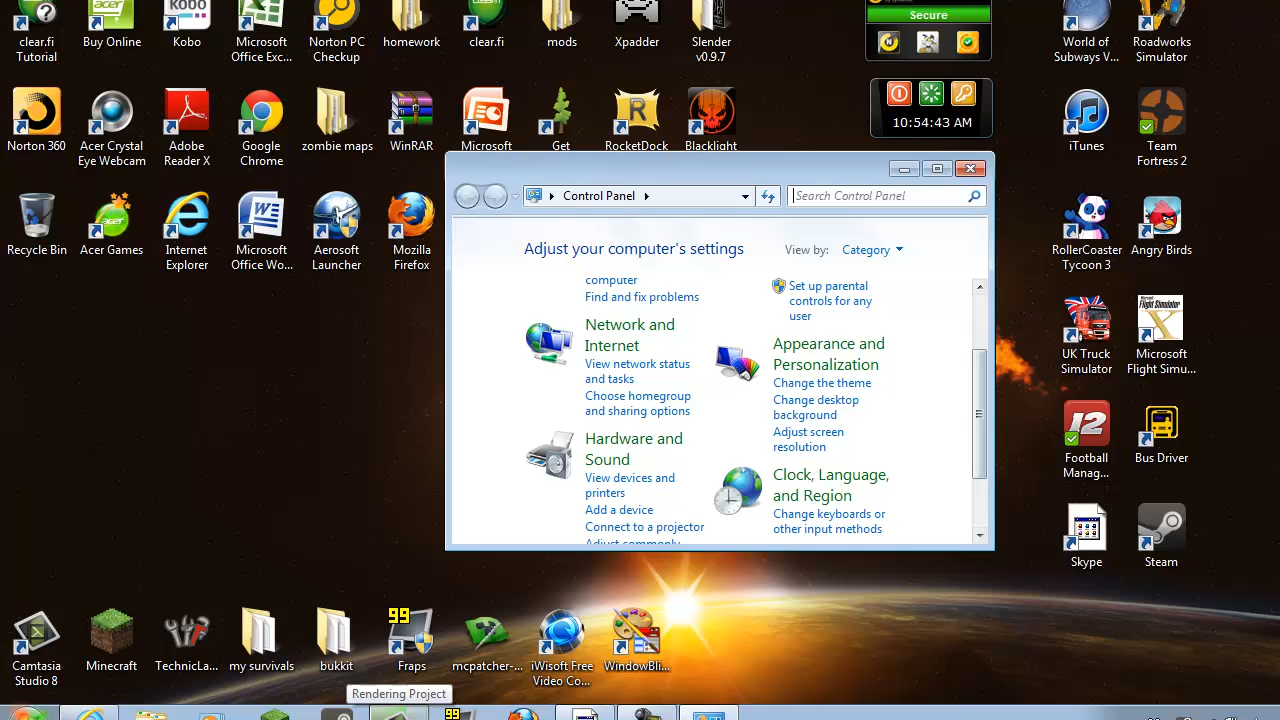 clear.fi
Tutorial
Buy Online
Kobo
Microsoft
Office Exc...
Norton PC
Checkup
homework
clear.fi
mods
Xpadder
Slender
v0.9.7
Secure
World of
Subways V...
Roadworks
Simulator
10:54:43 AM
Norton 360
Acer Crystal
Eye Webcam
Adobe
Reader X
Google
Chrome
zombie maps
WinRAR
Microsoft
Get
RocketDock
Blacklight
iTunes
Team
Fortress 2
Control Panel
Search Control Panel
Recycle Bin
Acer Games
Internet
Explorer
Microsoft
Office Wo...
Aerosoft
Launcher
Mozilla
Firefox
RollerCoaster
Tycoon 3
Angry Birds
Adjust your computer's settings
View by:
Category
computer
Find and fix problems
Set up parental
controls for any
user
Network and
Internet
View network status
and tasks
Choose homegroup
and sharing options
Appearance and
Personalization
Change the theme
Change desktop
background
Adjust screen
resolution
Hardware and
Sound
View devices and
printers
Add a device
Connect to a projector
Adjust commonly
Clock, Language,
and Region
Change keyboards or
other input methods
UK Truck
Simulator
Microsoft
Flight Simu...
Football
Manag...
Bus Driver
Skype
Steam
Camtasia
Studio 8
Minecraft
TechnicLa...
my survivals
bukkit
99
Fraps
mcpatcher-...
iWisoft Free
Video Co...
WindowBli...
Rendering Project
99